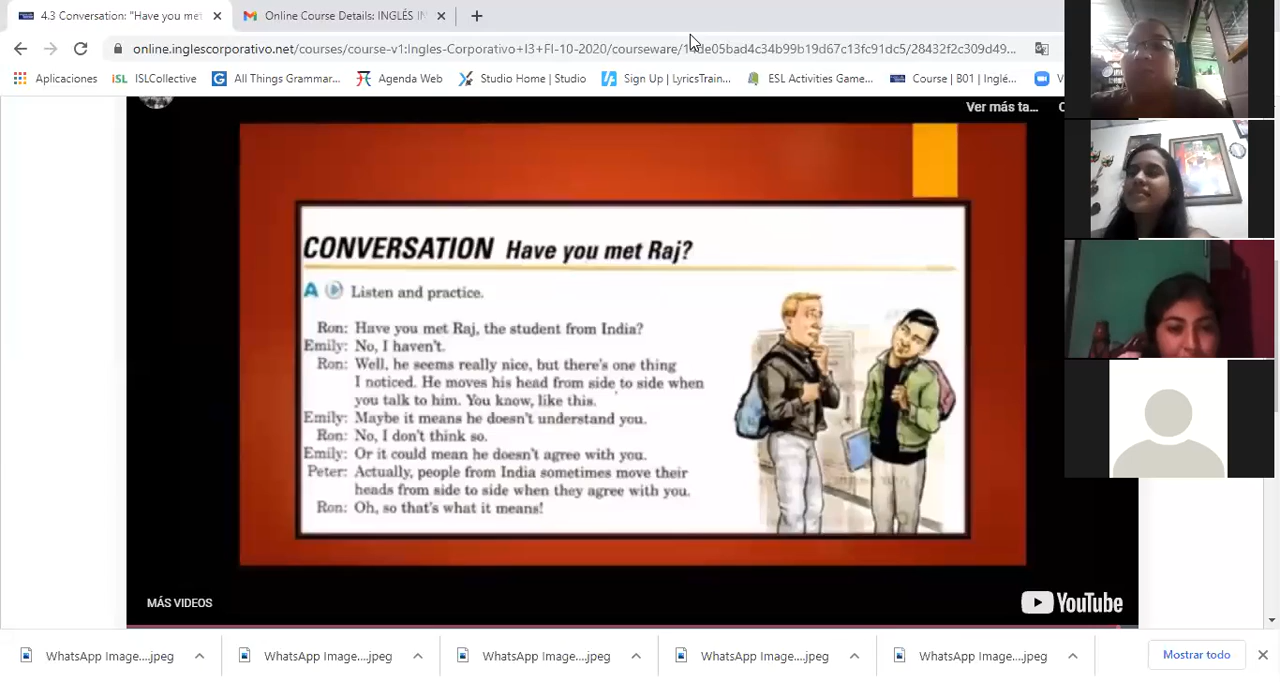 4.3 Conversation: "Have you met
Online Course Details: INGLÉS
online.inglescorporativo.net/courses/course-v1:Ingles-Corporativo+I3+FI-10-2020/courseware/
Aplicaciones
iSL ISLCollective
G All Things Grammar...
Agenda Web
Studio Home | Studio
Sign Up | LyricsTrain...
ESL Activities Game...
Course | B01 | Inglé...
Ver más ta...
CONVERSATION Have you met Raj?
A Listen and practice.
Ron: Have you met Raj, the student from India?
Emily: No, I haven't.
Ron: Well, he seems really nice, but there's one thing
I noticed. He moves his head from side to side when
you talk to him. You know, like this.
Emily: Maybe it means he doesn't understand you.
Ron: No, I don't think so.
Emily: Or it could mean he doesn't agree with you.
Peter: Actually, people from India sometimes move their
heads from side to side when they agree with you.
Ron: Oh, so that's what it means!
MÁS VIDEOS
YouTube
WhatsApp Image....jpeg
WhatsApp Image....jpeg
WhatsApp Image....jpeg
WhatsApp Image....jpeg
WhatsApp Image....jpeg
Mostrar todo